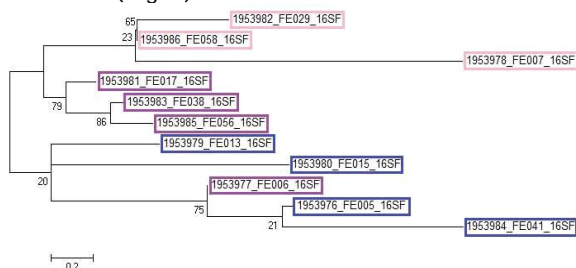 65
1953982_FE029_16SF
23
1953986_FE058_16SF
1953978_FE007_16SF
1953981_FE017_16SF
79
1953983_FE038_16SF
86
1953985_FE056_16SF
1953979_FE013_16SF
1953980_FE015_16SF
20
1953977_FE006_16SF
75
1953976_FE005_16SF
21
1953984_FE041_16SF
0.2